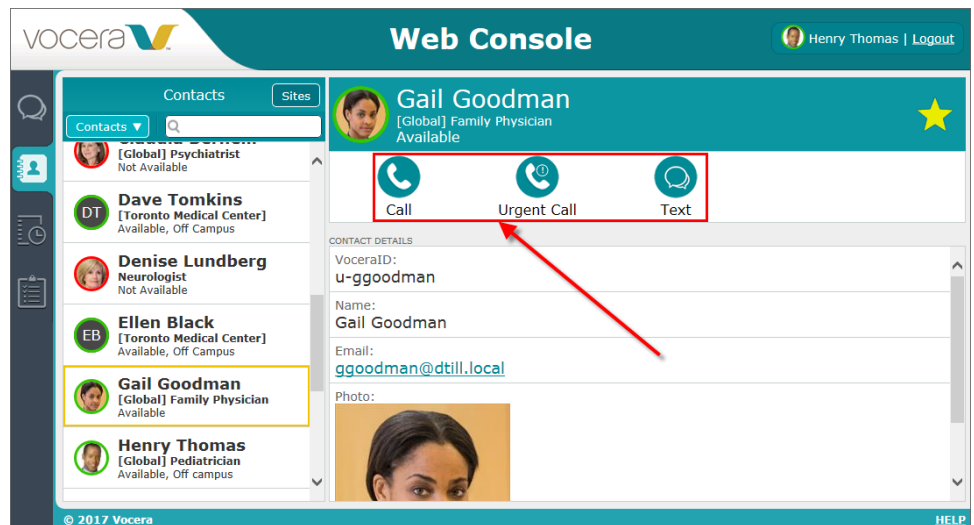 vocera
Web Console
Henry Thomas | Logout
Contacts
Sites
Contacts ▼
[Global] Psychiatrist
Not Available
DT
Dave Tomkins
[Toronto Medical Center]
Available, Off Campus
Denise Lundberg
Neurologist
Not Available
EB
Ellen Black
[Toronto Medical Center]
Available, Off Campus
Gail Goodman
[Global] Family Physician
Available
Henry Thomas
[Global] Pediatrician
Available, Off campus
Gail Goodman
[Global] Family Physician
Available
Call
Urgent Call
Text
CONTACT DETAILS
VoceraID:
u-ggoodman
Name:
Gail Goodman
Email:
ggoodman@dtill.local
Photo:
© 2017 Vocera
HELP